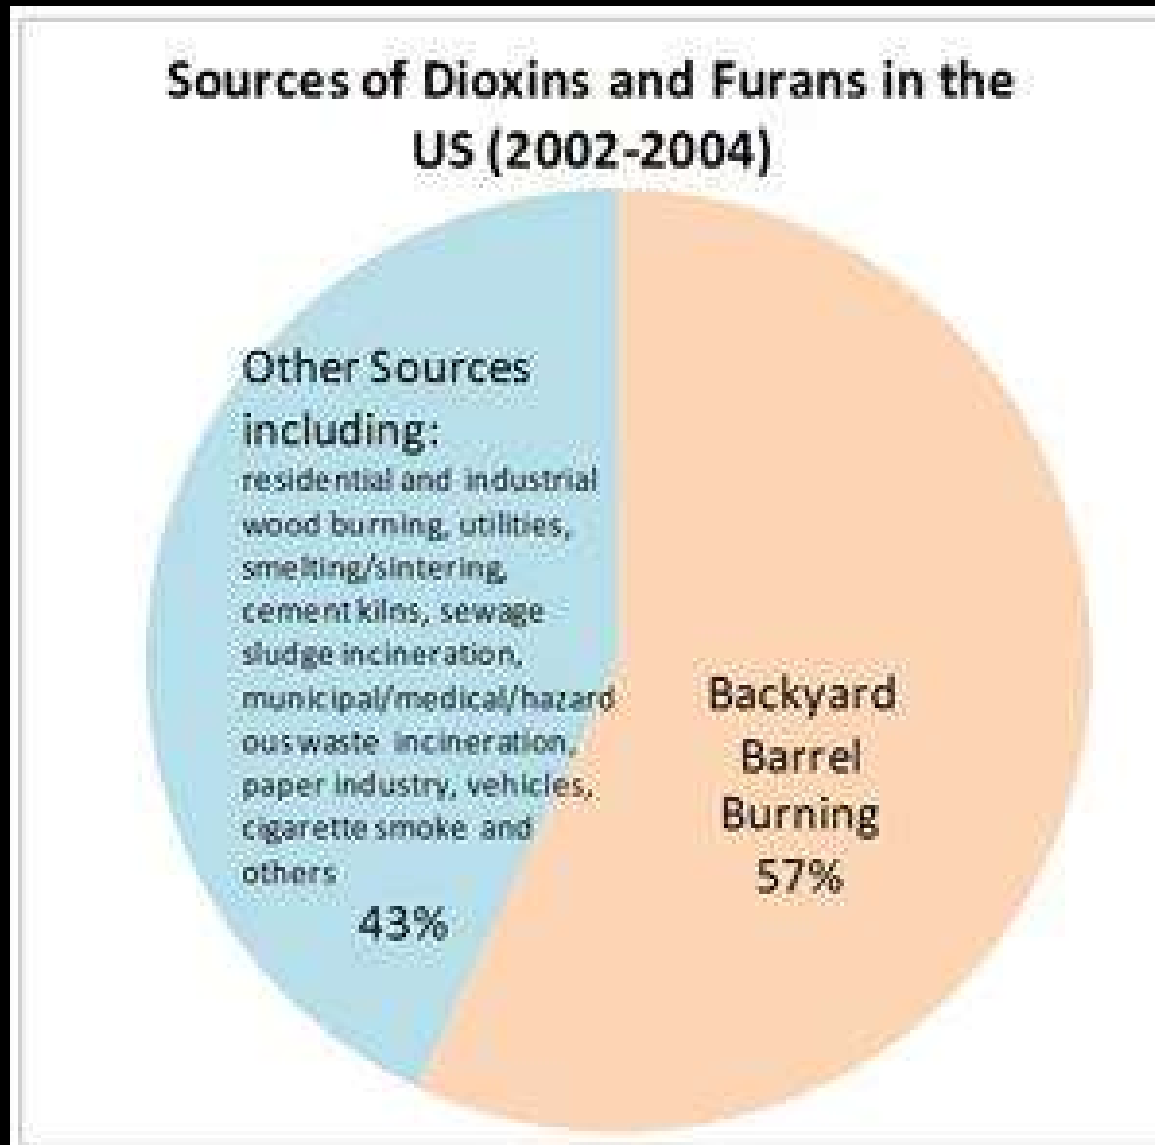 Sources of Dioxins and Furans in the
US (2002-2004)
Other Sources
including:
residential and industrial
wood burning, utilities,
smelting/sintering,
cement kilns, sewage
sludge incineration,
municipal/medical/hazard
ous waste incineration,
paper industry, vehicles,
cigarette smoke and
others
43%
Backyard
Barrel
Burning
57%